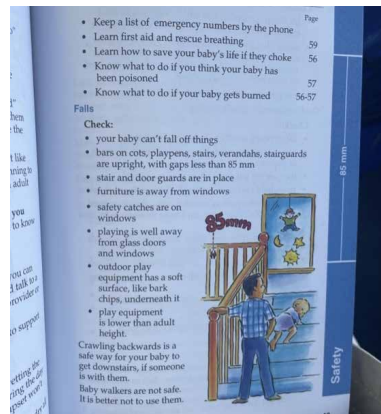 Page
• Keep a list of emergency numbers by the phone
• Learn first aid and rescue breathing 59
• Learn how to save your baby's life if they choke 56
• Know what to do if you think your baby has
been poisoned 57
• Know what to do if your baby gets burned 56-57
Falls
Check:
• your baby can't fall off things
• bars on cots, playpens, stairs, verandahs, stairguards
are upright, with gaps less than 85 mm
• stair and door guards are in place
• furniture is away from windows
• safety catches are on
windows
• playing is well away
from glass doors
and windows
• outdoor play
equipment has a soft
surface, like bark
chips, underneath it
• play equipment
is lower than adult
height.
Crawling backwards is a
safe way for your baby to
get downstairs, if someone
is with them.
Baby walkers are not safe.
It is better not to use them.
85mm
85 mm
Safety
hem
the
t like
adult
you
to know
you can
talk to a
to support